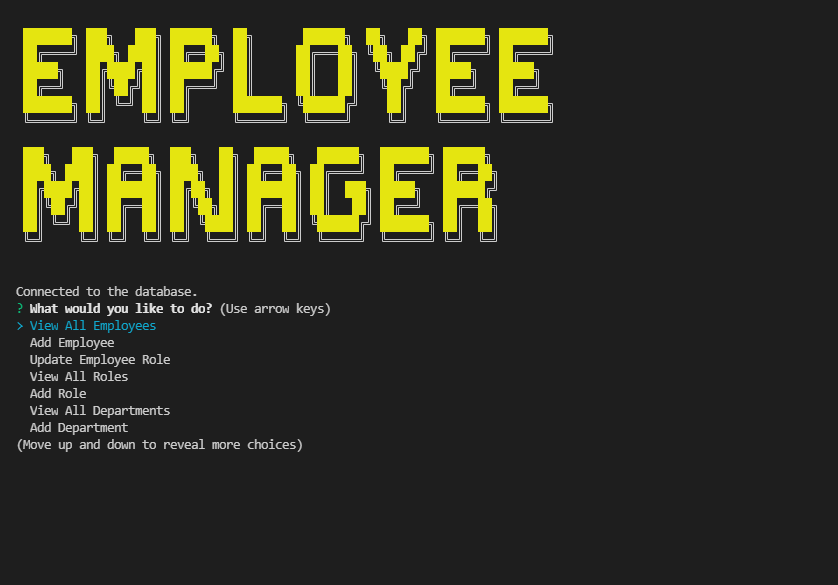 EMPLOYEE
MANAGER
Connected to the database.
? What would you like to do? (Use arrow keys)
> View All Employees
Add Employee
Update Employee Role
View All Roles
Add Role
View All Departments
Add Department
(Move up and down to reveal more choices)